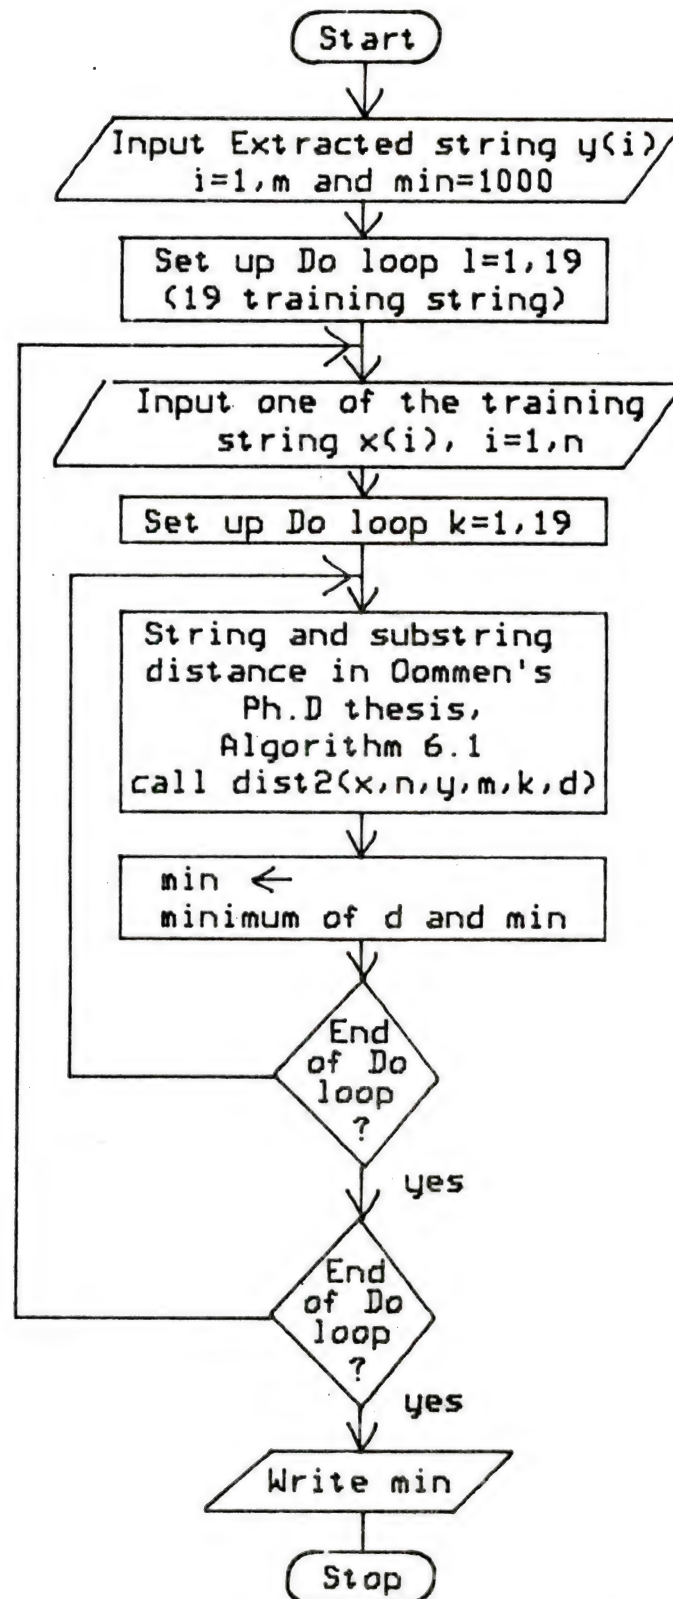 Start
Input Extracted string y(i)
i=1,m and min=1000
Set up Do loop l=1,19
(19 training string)
Input one of the training
string x(i), i=1,n
Set up Do loop k=1,19
String and substring
distance in Oommen's
Ph.D thesis,
Algorithm 6.1
call dist2(x,n,y,m,k,d)
min ←
minimum of d and min
End
of Do
loop
?
yes
End
of Do
loop
?
yes
Write min
Stop